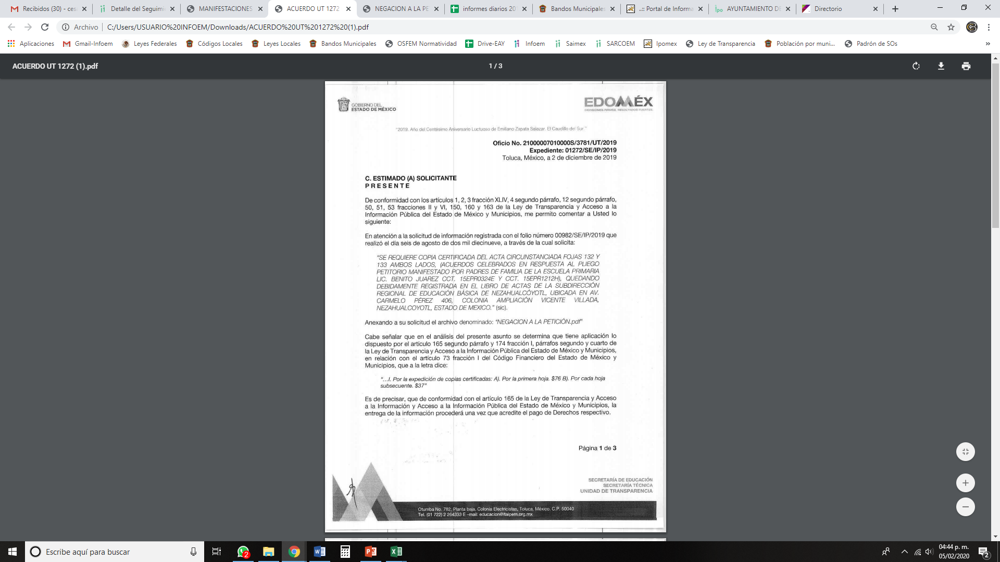 Recibidos (30) - ces
Detalle del Seguimi
MANIFESTACIONES
ACUERDO UT 1272
NEGACION A LA PE
informes diarios 20
Bandos Municipales
..:: Portal de Informa
AYUNTAMIENTO DE
Directorio
Archivo
C:/Users/USUARIO%20INFOEM/Downloads/ACUERDO%20UT%201272%20(1).pdf
Aplicaciones
Gmail-Infoem
Leyes Federales
Códigos Locales
Leyes Locales
Bandos Municipales
OSFEM Normatividad
Drive-EAY
Infoem
Saimex
SARCOEM
Ipomex
Ley de Transparencia
Población por muni...
Padrón de SOs
ACUERDO UT 1272 (1).pdf
1 / 3
GOBIERNO DEL
ESTADO DE MÉXICO
EDOMÉX
DECISIONES FIRMES, RESULTADOS FUERTES.
"2019. Año del Centésimo Aniversario Luctuoso de Emiliano Zapata Salazar. El Caudillo del Sur."
Oficio No. 21000007010000S/3781/UT/2019
Expediente: 01272/SE/IP/2019
Toluca, México, a 2 de diciembre de 2019
C. ESTIMADO (A) SOLICITANTE
P R E S E N T E
De conformidad con los artículos 1, 2, 3 fracción XLIV, 4 segundo párrafo, 12 segundo párrafo,
50, 51, 53 fracciones II y VI, 150, 160 y 163 de la Ley de Transparencia y Acceso a la
Información Pública del Estado de México y Municipios, me permito comentar a Usted lo
siguiente:
En atención a la solicitud de información registrada con el folio número 00982/SE/IP/2019 que
realizó el día seis de agosto de dos mil diecinueve, a través de la cual solicita:
"SE REQUIERE COPIA CERTIFICADA DEL ACTA CIRCUNSTANCIADA FOJAS 132 Y
133 AMBOS LADOS, (ACUERDOS CELEBRADOS EN RESPUESTA AL PLIEGO
PETITORIO MANIFESTADO POR PADRES DE FAMILIA DE LA ESCUELA PRIMARIA
LIC. BENITO JUAREZ CCT. 15EPR0324E Y CCT. 15EPR1212H), QUEDANDO
DEBIDAMENTE REGISTRADA EN EL LIBRO DE ACTAS DE LA SUBDIRECCIÓN
REGIONAL DE EDUCACIÓN BÁSICA DE NEZAHUALCÓYOTL, UBICADA EN AV.
CARMELO PÉREZ 406, COLONIA AMPLIACIÓN VICENTE VILLADA,
NEZAHUALCOYOTL, ESTADO DE MEXICO." (sic).
Anexando a su solicitud el archivo denominado: "NEGACION A LA PETICIÓN.pdf"
Cabe señalar que en el análisis del presente asunto se determina que tiene aplicación lo
dispuesto por el artículo 165 segundo párrafo y 174 fracción I, párrafos segundo y cuarto de
la Ley de Transparencia y Acceso a la Información Pública del Estado de México y Municipios,
en relación con el artículo 73 fracción I del Código Financiero del Estado de México y
Municipios, que a la letra dice:
"...I. Por la expedición de copias certificadas: A). Por la primera hoja. $76 B). Por cada hoja
subsecuente. $37"
Es de precisar, que de conformidad con el artículo 165 de la Ley de Transparencia y Acceso
a la Información y Acceso a la Información Pública del Estado de México y Municipios, la
entrega de la información procederá una vez que acredite el pago de Derechos respectivo.
Página 1 de 3
SECRETARÍA DE EDUCACIÓN
SECRETARÍA TÉCNICA
UNIDAD DE TRANSPARENCIA
Otumba No. 782, Planta baja, Colonia Electricistas, Toluca, México. C.P. 50040
Tel. (01 722) 2 264333 E –mail: educacion@itaipem.org.mx
Escribe aquí para buscar
2
04:44 p. m.
05/02/2020
2